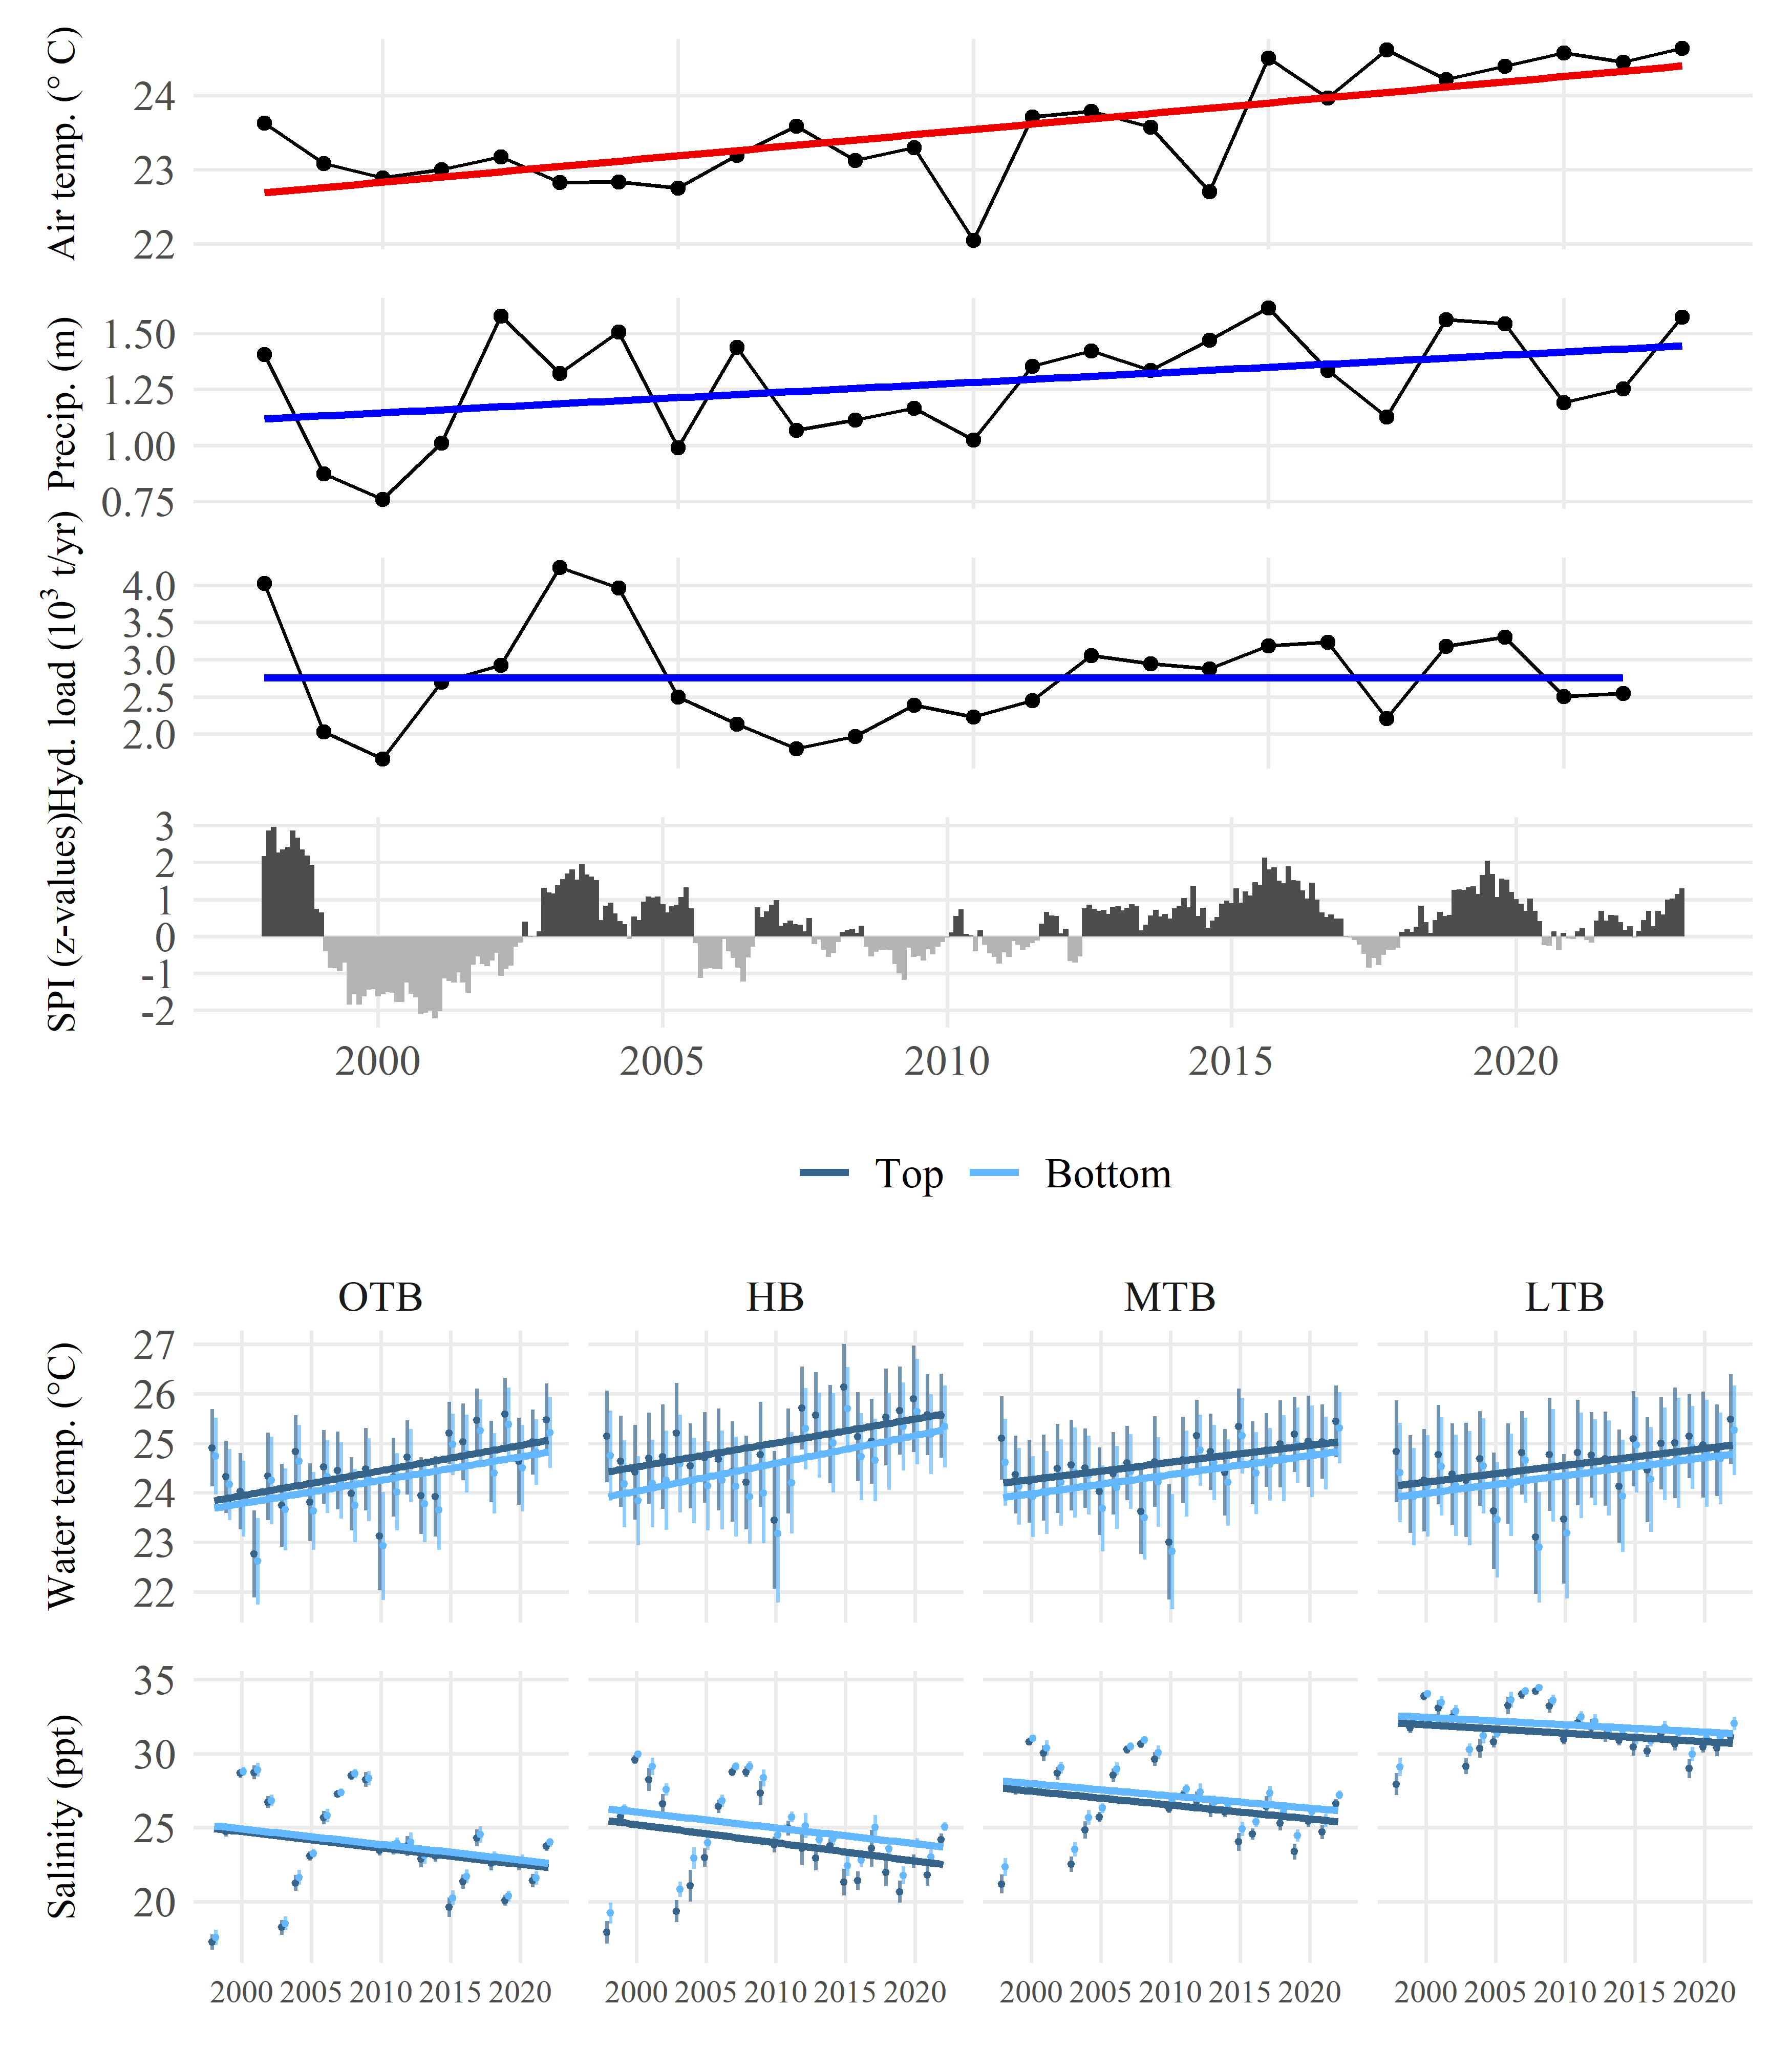 Air temp. (° C)
24
23
22
Precip. (m)
1.50
1.25
1.00
0.75
Hyd. load (10³ t/yr)
4.0
3.5
3.0
2.5
2.0
SPI (z-values)
3
2
1
0
-1
-2
2000 2005 2010 2015 2020
Top Bottom
OTB HB MTB LTB
Water temp. (°C)
27
26
25
24
23
22
Salinity (ppt)
35
30
25
20
2000 2005 2010 2015 2020 2000 2005 2010 2015 2020 2000 2005 2010 2015 2020 2000 2005 2010 2015 2020